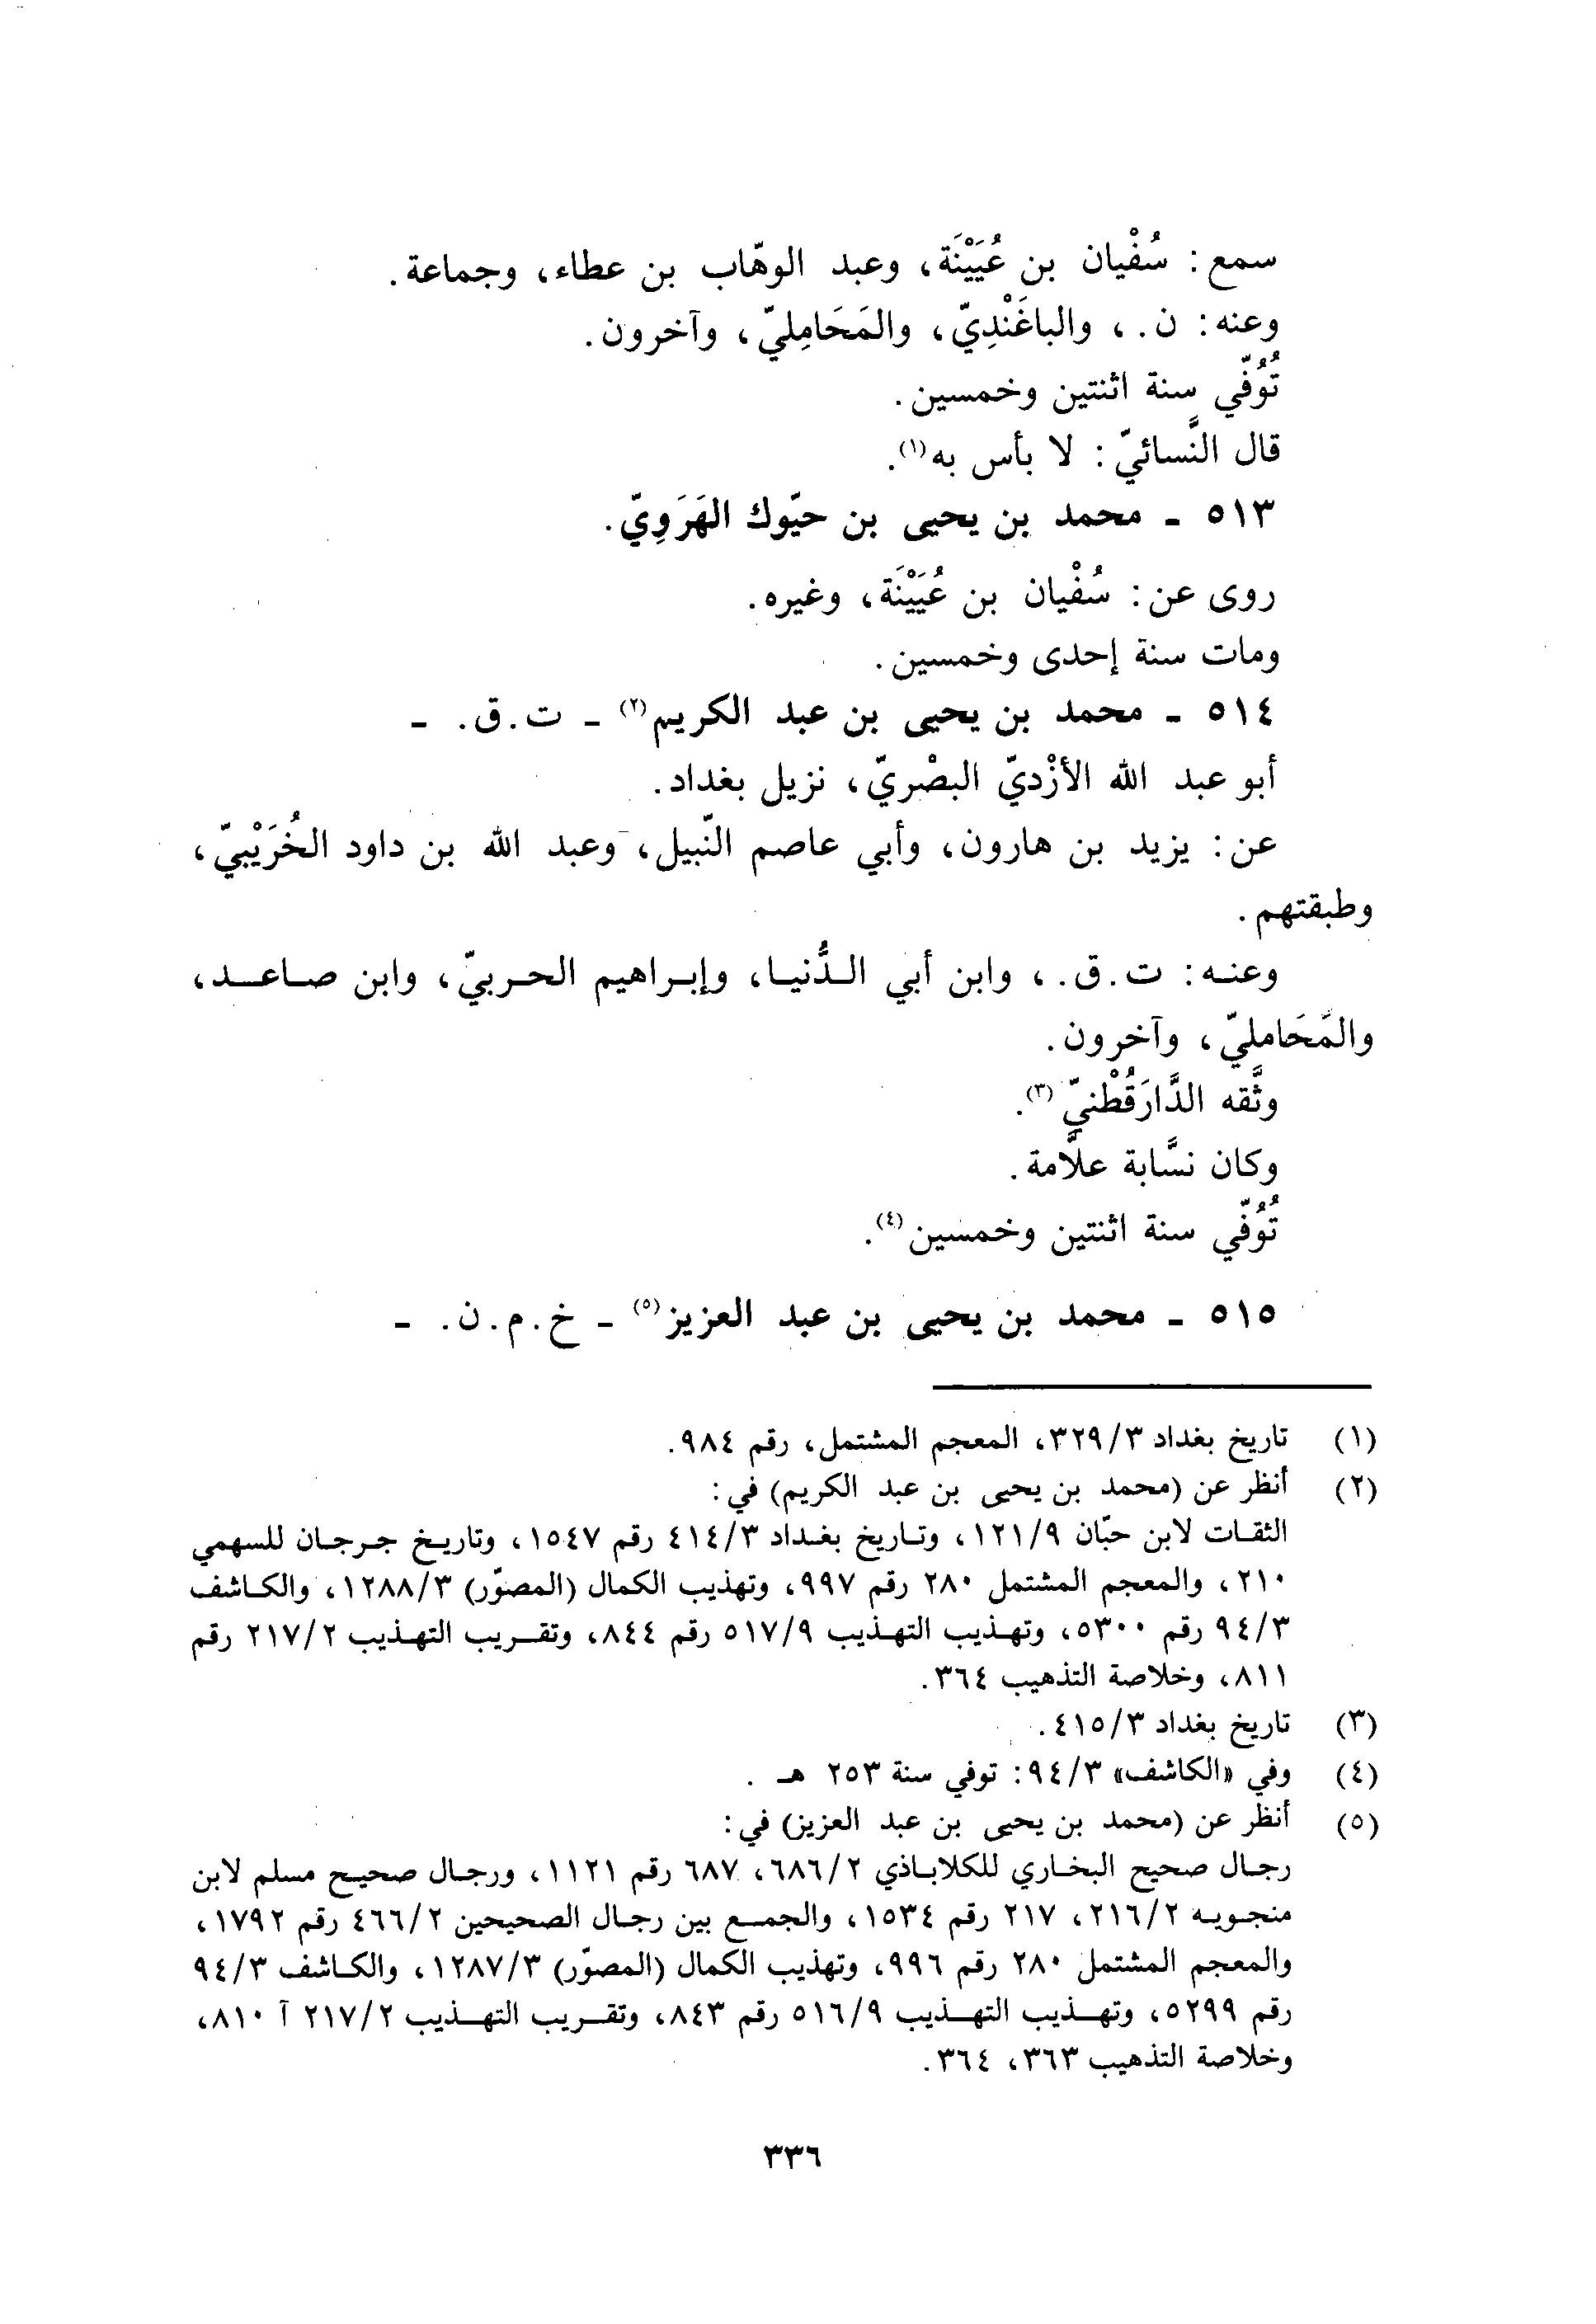 سمع: سُفْيان بن عُيَيْنَة، وعبد الوهّاب بن عطاء، وجماعة.
وعنه: ن.، والباغَنْدِيّ، والمَحَامِليّ، وآخرون.
تُوُفّي سنة اثنتين وخمسين.
قال النَّسائيّ: لا بأس به(١).
٥١٣ - محمد بن يحيى بن حيّوك الهَرَوِيّ.
روى عن: سُفْيان بن عُيَيْنَة، وغيره.
ومات سنة إحدى وخمسين.
٥١٤ - محمد بن يحيى بن عبد الكريم(٢) - ت.ق. -
أبو عبد الله الأزْديّ البصْريّ، نزيل بغداد.
عن: يزيد بن هارون، وأبي عاصم النّبيل، وعبد الله بن داود الخُرَيْبيّ،
وطبقتهم.
وعنه: ت.ق.، وابن أبي الدُّنيا، وإبراهيم الحربيّ، وابن صاعد،
والمَحَامليّ، وآخرون.
وثَّقه الدَّارَقُطْنيّ(٣).
وكان نسَّابة علاَّمة.
تُوُفّي سنة اثنتين وخمسين(٤).
٥١٥ - محمد بن يحيى بن عبد العزيز(٥) - خ.م.ن. -
(١) تاريخ بغداد ٣٢٩/٣، المعجم المشتمل، رقم ٩٨٤.
(٢) أنظر عن (محمد بن يحيى بن عبد الكريم) في:
الثقات لابن حبّان ١٢١/٩، وتاريخ بغداد ٤١٤/٣ رقم ١٥٤٧، وتاريخ جرجان للسهمي
٢١٠، والمعجم المشتمل ٢٨٠ رقم ٩٩٧، وتهذيب الكمال (المصوّر) ١٢٨٨/٣، والكاشف
٩٤/٣ رقم ٥٣٠٠، وتهذيب التهذيب ٥١٧/٩ رقم ٨٤٤، وتقريب التهذيب ٢١٧/٢ رقم
٨١١، وخلاصة التذهيب ٣٦٤.
(٣) تاريخ بغداد ٤١٥/٣.
(٤) وفي «الكاشف» ٩٤/٣: توفي سنة ٢٥٣ هـ .
(٥) أنظر عن (محمد بن يحيى بن عبد العزيز) في:
رجال صحيح البخاري للكلاباذي ٦٨٦/٢، ٦٨٧ رقم ١١٢١، ورجال صحيح مسلم لابن
منجويه ٢١٦/٢، ٢١٧ رقم ١٥٣٤، والجمع بين رجال الصحيحين ٤٦٦/٢ رقم ١٧٩٢،
والمعجم المشتمل ٢٨٠ رقم ٩٩٦، وتهذيب الكمال (المصوّر) ١٢٨٧/٣، والكاشف ٩٤/٣
رقم ٥٢٩٩، وتهذيب التهذيب ٥١٦/٩ رقم ٨٤٣، وتقريب التهذيب ٢١٧/٢ آ ٨١٠،
وخلاصة التذهيب ٣٦٣، ٣٦٤.
٣٣٦